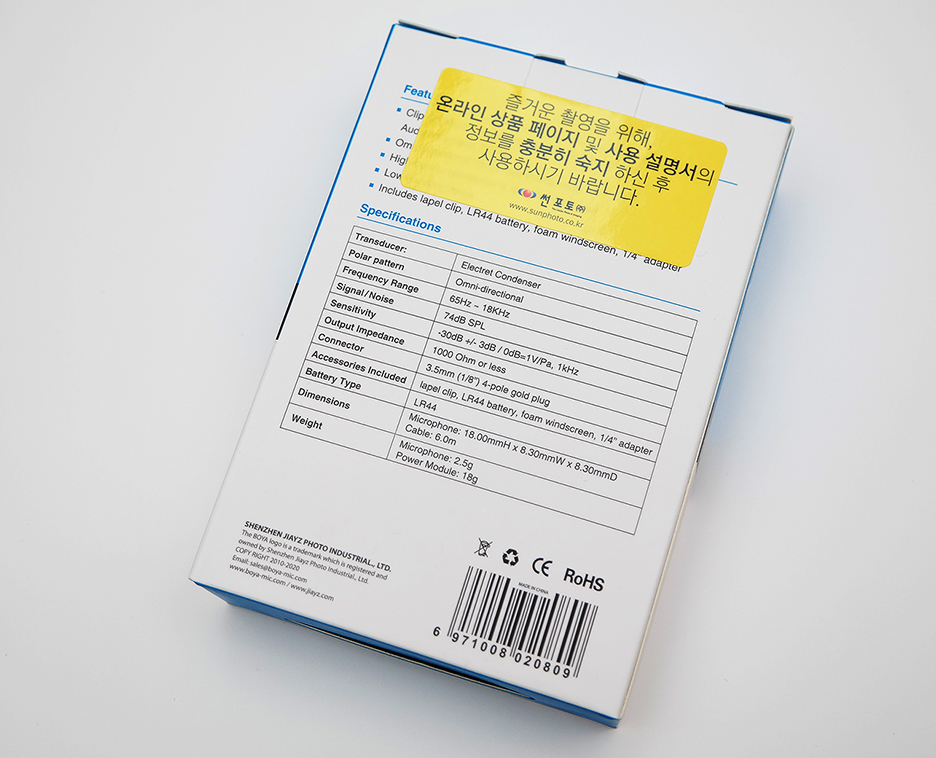 Featu
Clip
Aud
Om
High
Low
Includes lapel clip, LR44 battery, foam windscreen, 1/4" adapter
즐거운 촬영을 위해,
온라인 상품 페이지 및 사용 설명서의
정보를 충분히 숙지 하신 후
사용하시기 바랍니다.
썬 포토㈜
www.sunphoto.co.kr
Specifications
Transducer: Electret Condenser
Polar pattern Omni-directional
Frequency Range 65Hz ~ 18KHz
Signal/Noise 74dB SPL
Sensitivity -30dB +/- 3dB / 0dB=1V/Pa, 1kHz
Output Impedance 1000 Ohm or less
Connector 3.5mm (1/8") 4-pole gold plug
Accessories Included lapel clip, LR44 battery, foam windscreen, 1/4" adapter
Battery Type LR44
Dimensions Microphone: 18.00mmH x 8.30mmW x 8.30mmD
Cable: 6.0m
Weight Microphone: 2.5g
Power Module: 18g
SHENZHEN JIAYZ PHOTO INDUSTRIAL., LTD.
The BOYA logo is a trademark which is registered and
owned by Shenzhen Jiayz Photo Industrial., Ltd.
COPY RIGHT 2010-2020
Email: sales@boya-mic.com
www.boya-mic.com / www.jiayz.com
CE RoHS
MADE IN CHINA
6 971008 020809